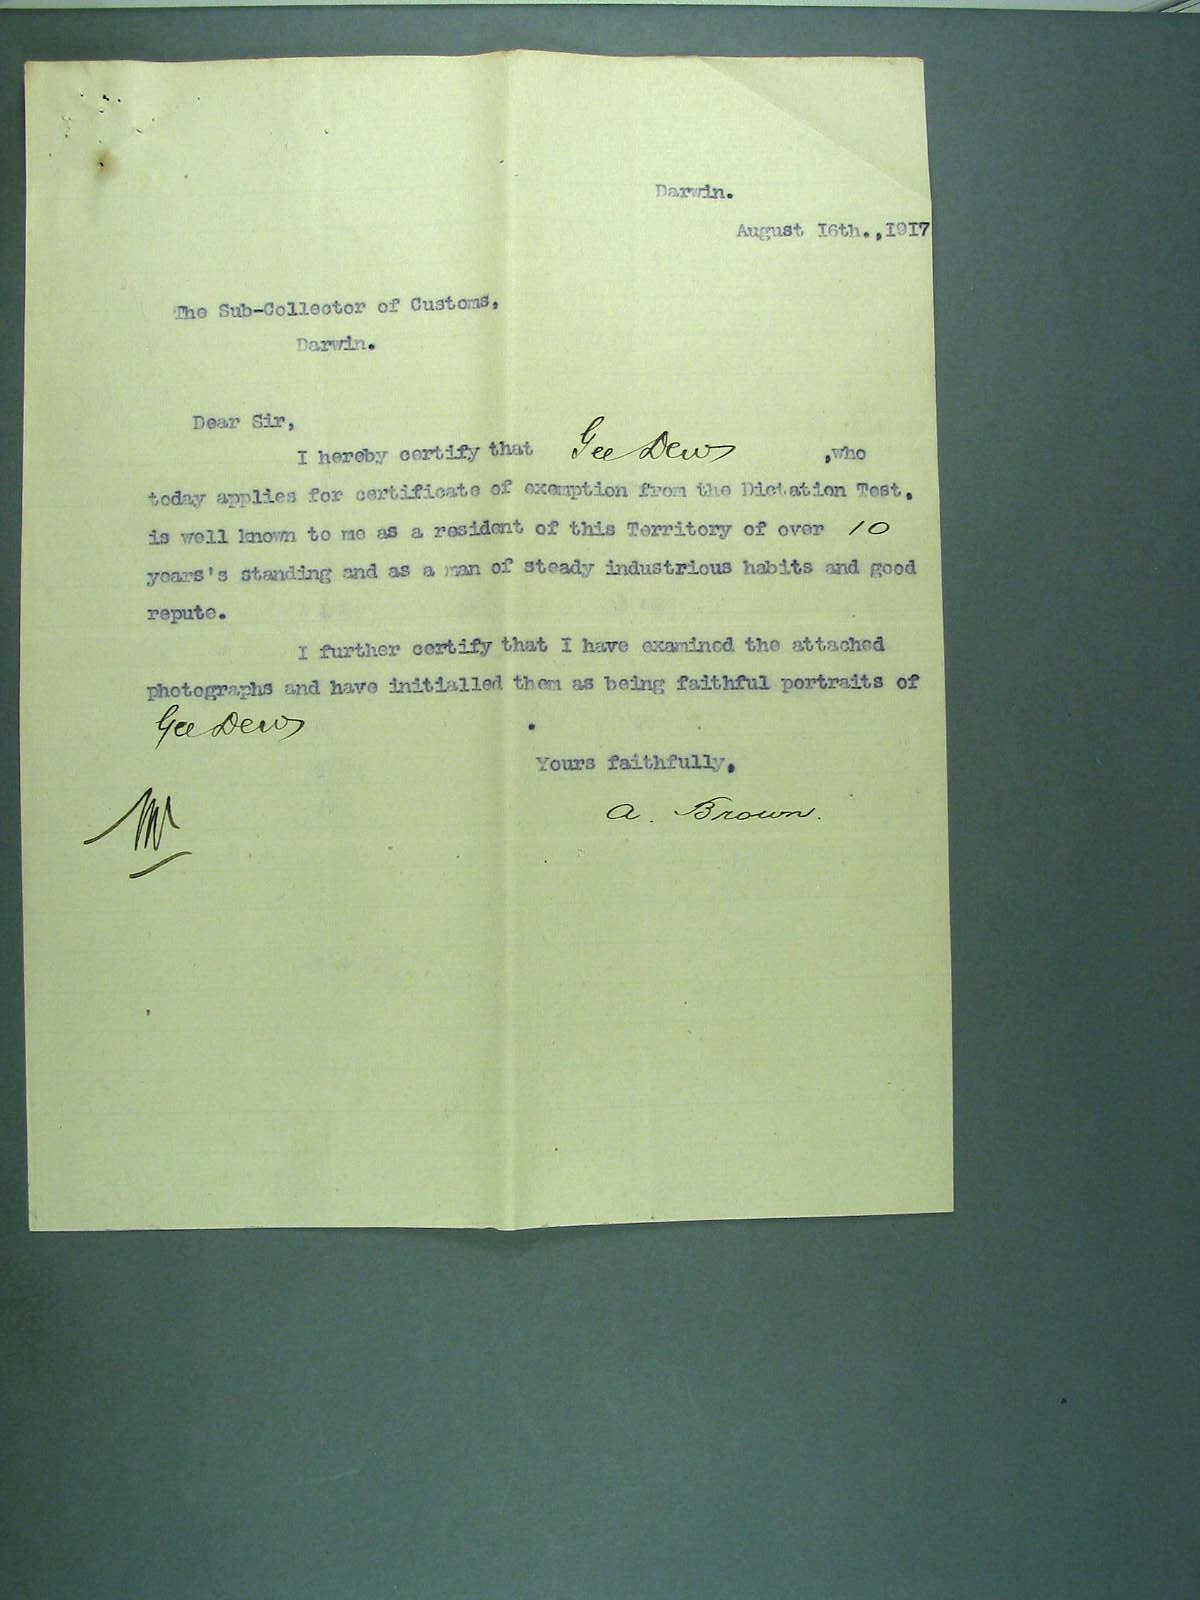 Darwin.
August I6th.,I9I7
The Sub-Collector of Customs,
Darwin.
Dear Sir,
I hereby certify that Gee Dew ,who
today applies for certificate of exemption from the Dictation Test,
is well known to me as a resident of this Territory of over 10
years's standing and as a man of steady industrious habits and good
repute.
I further certify that I have examined the attached
photographs and have initialled them as being faithful portraits of
Gee Dew .
Yours faithfully,
A. Brown.